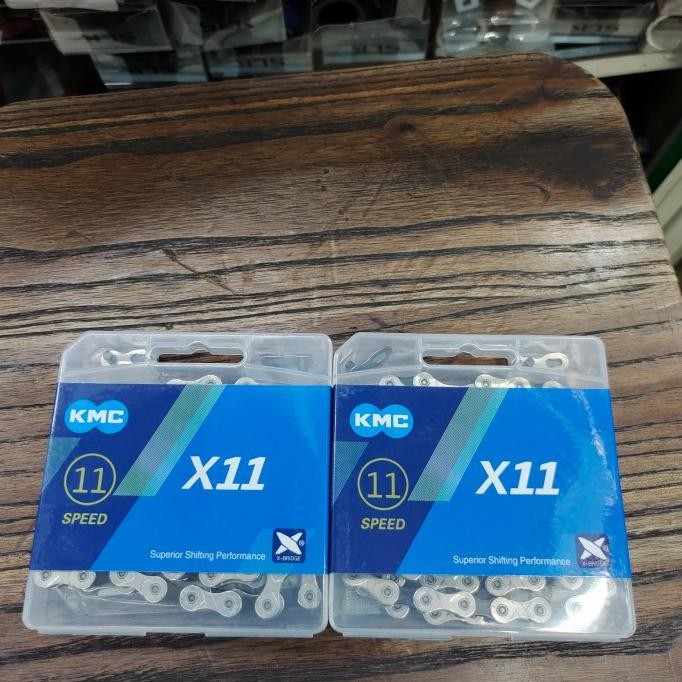 KMC
11
SPEED
X11
Superior Shifting Performance
X-BRIDGE
KMC
11
SPEED
X11
Superior Shifting Performance
X-BRIDGE